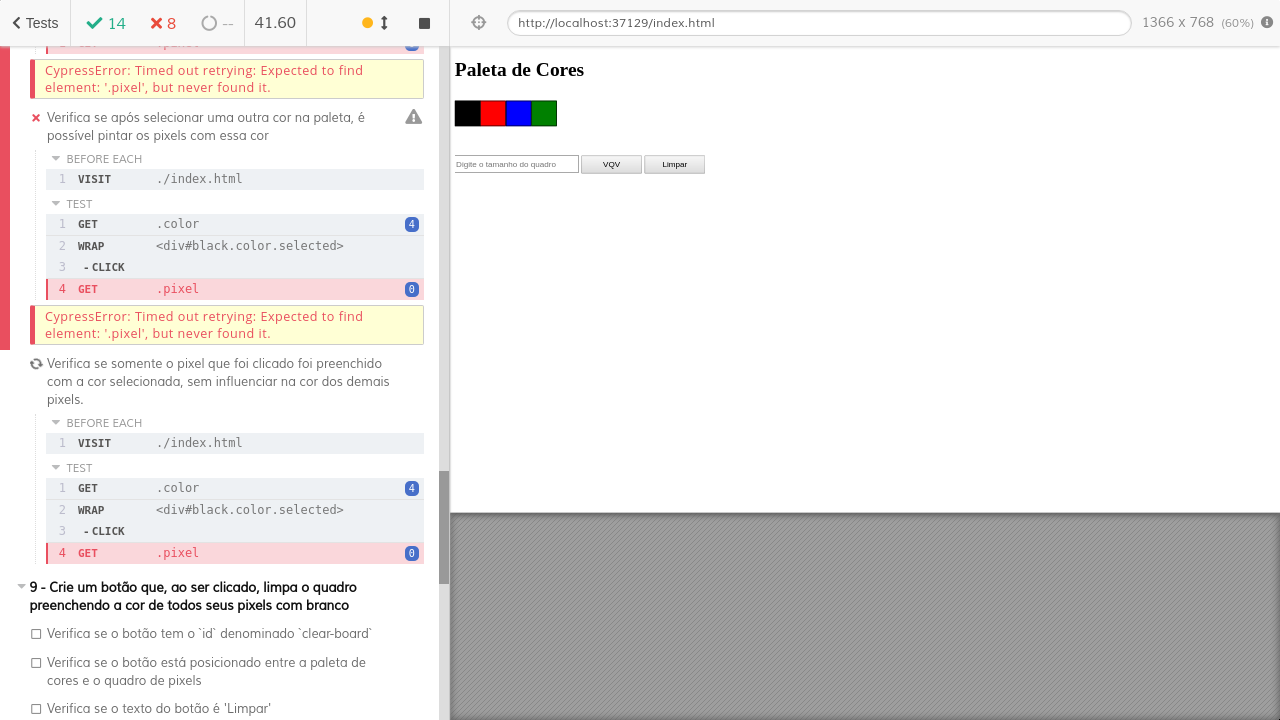 Tests 14 8 -- 41.60
http://localhost:37129/index.html 1366 x 768 (60%)
CypressError: Timed out retrying: Expected to find
element: '.pixel', but never found it.
Verifica se após selecionar uma outra cor na paleta, é
possível pintar os pixels com essa cor
BEFORE EACH
1 VISIT ./index.html
TEST
1 GET .color 4
2 WRAP <div#black.color.selected>
3 -CLICK
4 GET .pixel 0
CypressError: Timed out retrying: Expected to find
element: '.pixel', but never found it.
Verifica se somente o pixel que foi clicado foi preenchido
com a cor selecionada, sem influenciar na cor dos demais
pixels.
BEFORE EACH
1 VISIT ./index.html
TEST
1 GET .color 4
2 WRAP <div#black.color.selected>
3 -CLICK
4 GET .pixel 0
9 - Crie um botão que, ao ser clicado, limpa o quadro
preenchendo a cor de todos seus pixels com branco
Verifica se o botão tem o `id` denominado `clear-board`
Verifica se o botão está posicionado entre a paleta de
cores e o quadro de pixels
Verifica se o texto do botão é 'Limpar'
Paleta de Cores
Digite o tamanho do quadro VQV Limpar